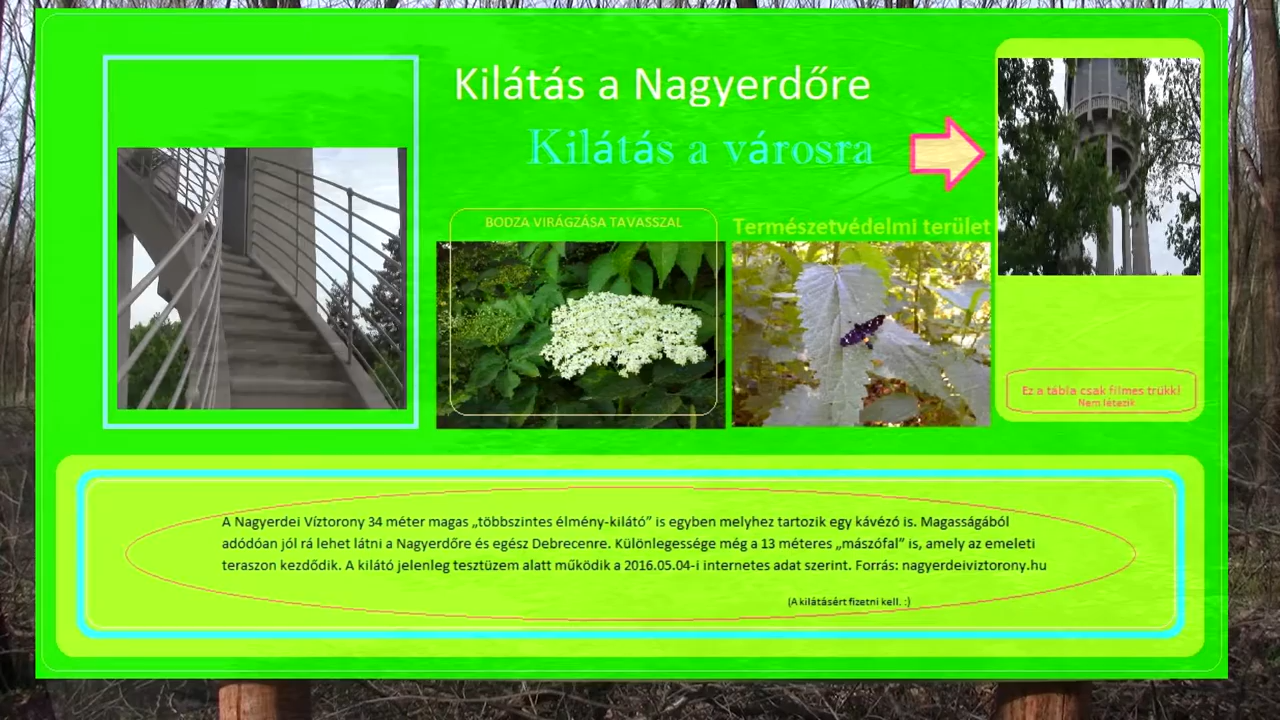 Kilátás a Nagyerdőre
Kilátás a városra
BODZA VIRÁGZÁSA TAVASSZAL
Természetvédelmi terület
Ez a tábla csak filmes trükk!
Nem létezik
A Nagyerdei Víztorony 34 méter magas „többszintes élmény-kilátó” is egyben melyhez tartozik egy kávézó is. Magasságából
adódóan jól rá lehet látni a Nagyerdőre és egész Debrecenre. Különlegessége még a 13 méteres „mászófal” is, amely az emeleti
teraszon kezdődik. A kilátó jelenleg tesztüzem alatt működik a 2016.05.04-i internetes adat szerint. Forrás: nagyerdeiviztorony.hu
(A kilátásért fizetni kell. :)